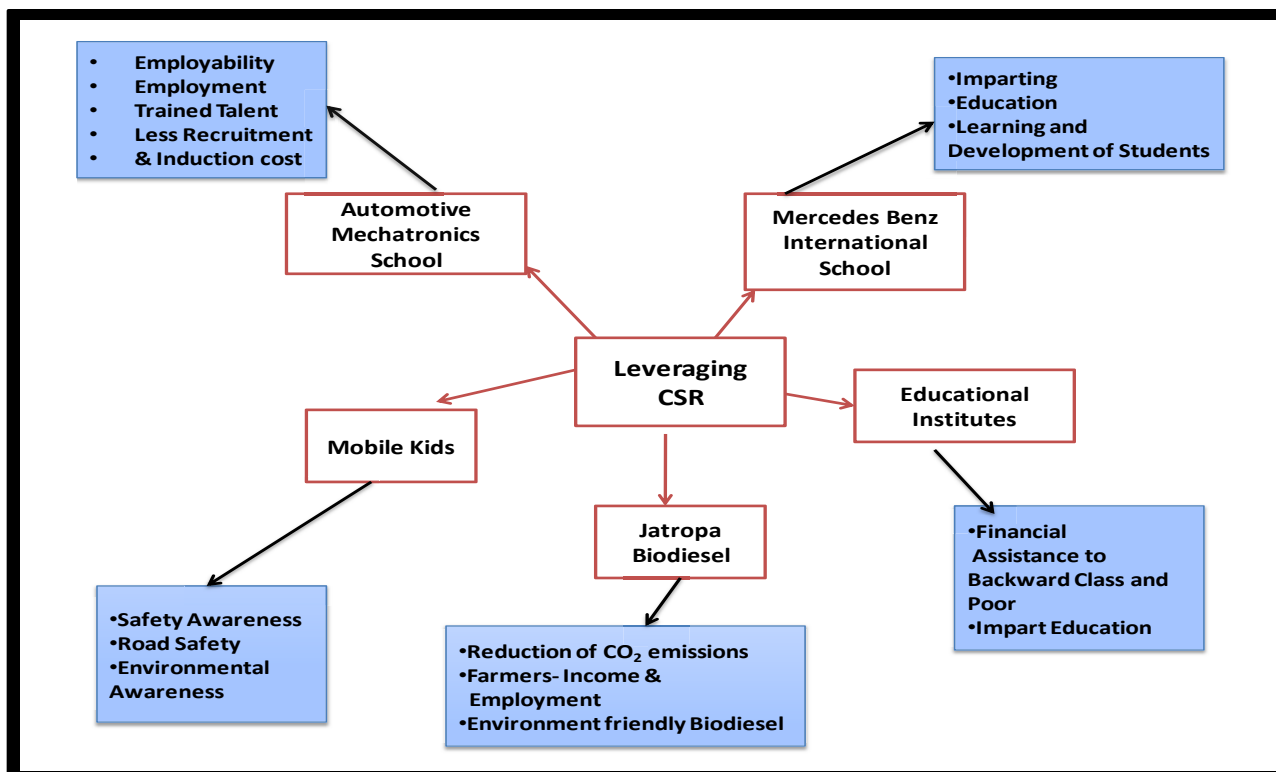 • Employability
• Employment
• Trained Talent
• Less Recruitment
• & Induction cost
•Imparting
•Education
•Learning and
Development of Students
Automotive
Mechatronics
School
Mercedes Benz
International
School
Leveraging
CSR
Educational
Institutes
Mobile Kids
Jatropa
Biodiesel
•Financial
Assistance to
Backward Class and
Poor
•Impart Education
•Safety Awareness
•Road Safety
•Environmental
Awareness
•Reduction of CO₂ emissions
•Farmers- Income &
Employment
•Environment friendly Biodiesel